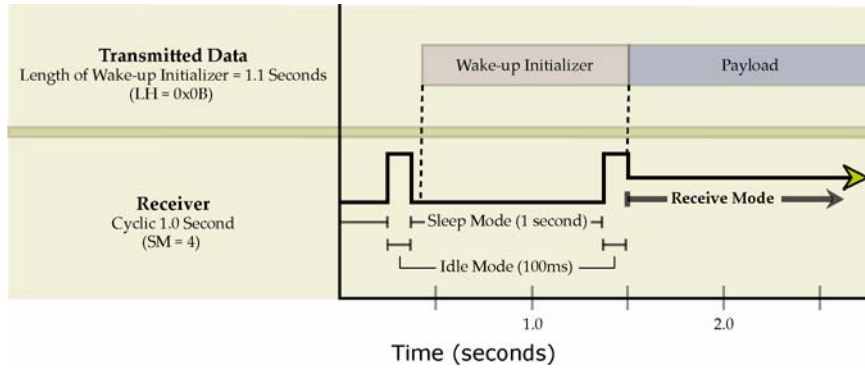 Transmitted Data
Length of Wake-up Initializer = 1.1 Seconds
(LH = 0x0B)
Wake-up Initializer
Payload
Receiver
Cyclic 1.0 Second
(SM = 4)
Receive Mode
Sleep Mode (1 second)
Idle Mode (100ms)
1.0
2.0
Time (seconds)